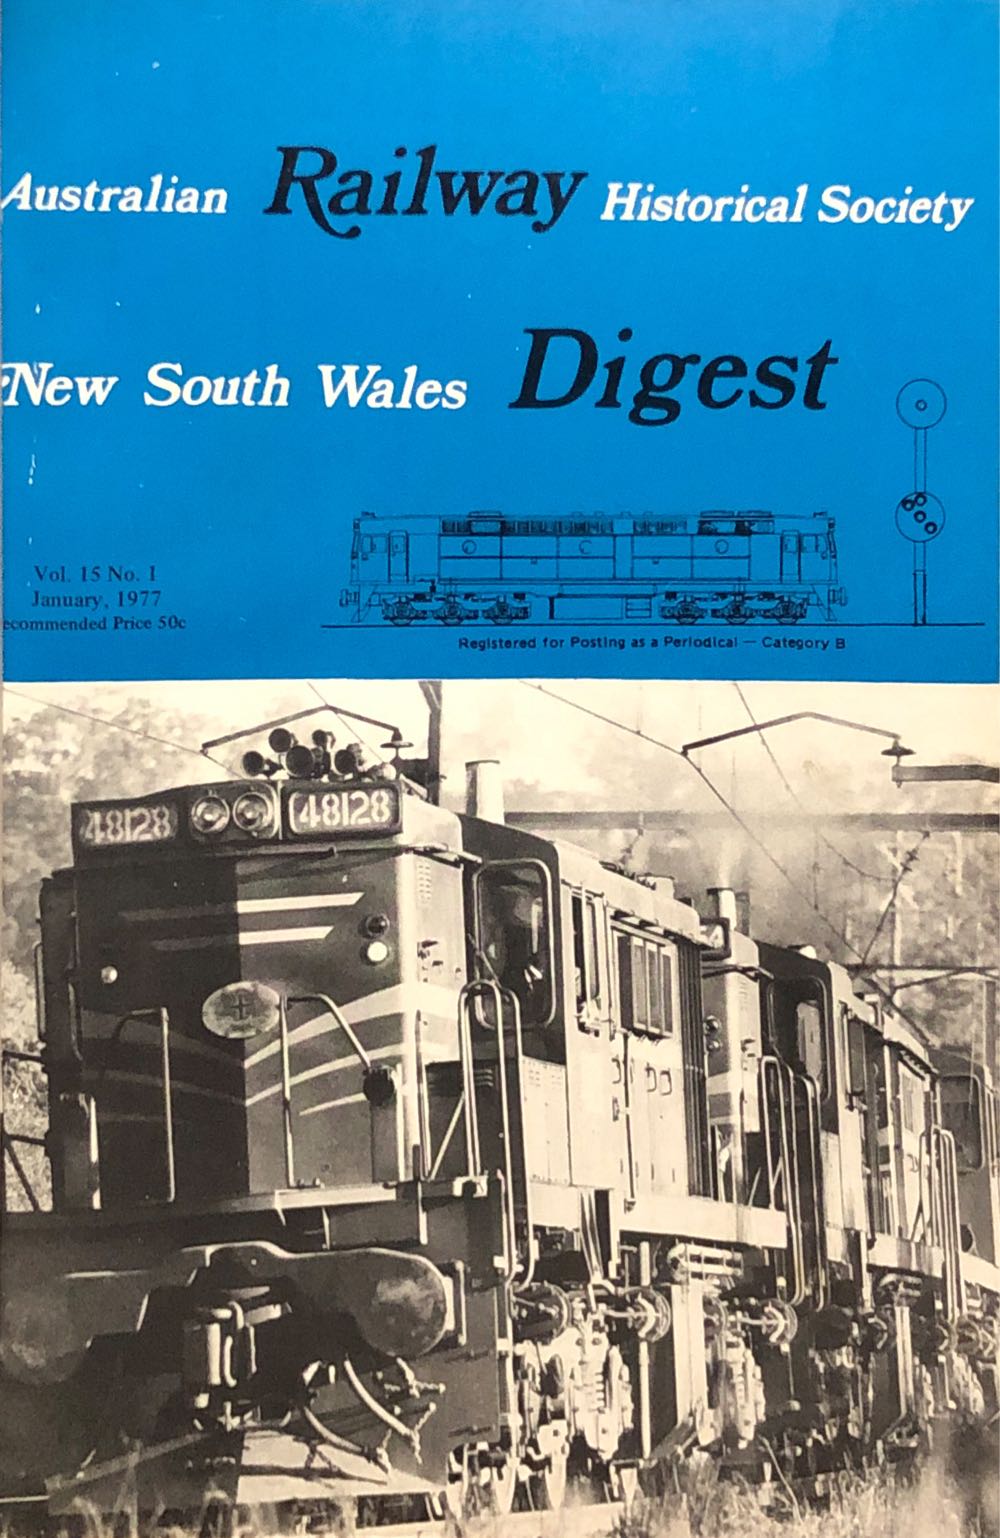 Australian Railway Historical Society
New South Wales Digest
Vol. 15 No. 1
January, 1977
ecommended Price 50c
Registered for Posting as a Periodical — Category B
48128 48128